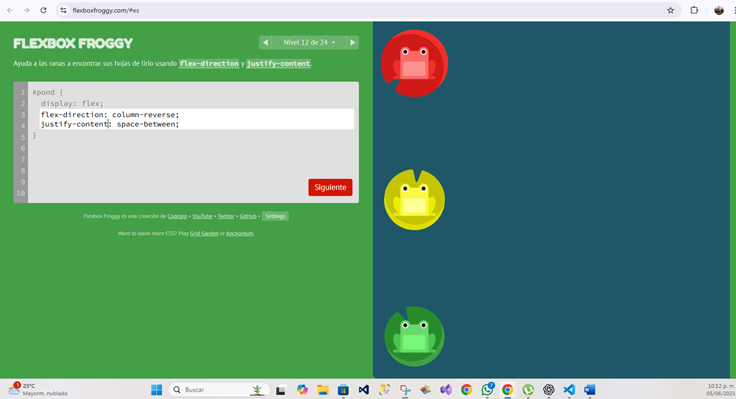 flexboxfroggy.com/#es
FLEXBOX FROGGY
Nivel 12 de 24
Ayuda a las ranas a encontrar sus hojas de lirio usando flex-direction y justify-content.
1 #pond {
2 display: flex;
3 flex-direction: column-reverse;
4 justify-content: space-between;
5 }
6
7
8
9
10
Siguiente
Flexbox Froggy es una creación de Codepip • YouTube • Twitter • GitHub • Settings
Want to learn more CSS? Play Grid Garden or Anchoreum.
1
25°C
Mayorm. nublado
Buscar
7
10:12 p. m.
05/06/2025